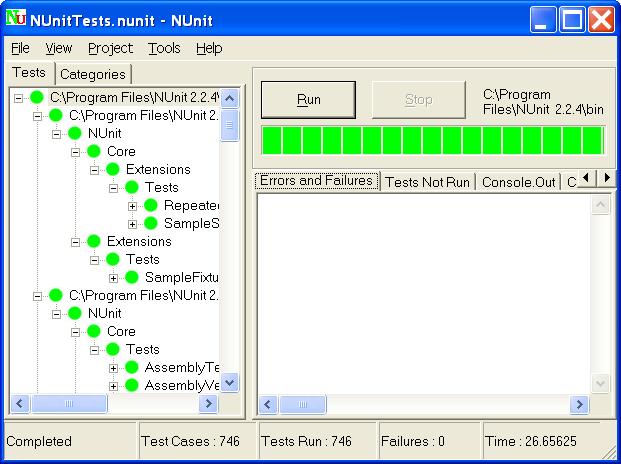 NUnitTests.nunit - NUnit
File View Project Tools Help
Tests Categories
C:\Program Files\NUnit 2.2.4\
C:\Program Files\NUnit 2.
NUnit
Core
Extensions
Tests
Repeated
SampleS
Extensions
Tests
SampleFixtu
C:\Program Files\NUnit 2.
NUnit
Core
Tests
AssemblyTe
AssemblyVe
Run Stop
C:\Program
Files\NUnit 2.2.4\bin
Errors and Failures Tests Not Run Console.Out C
Completed Test Cases : 746 Tests Run : 746 Failures : 0 Time : 26.65625